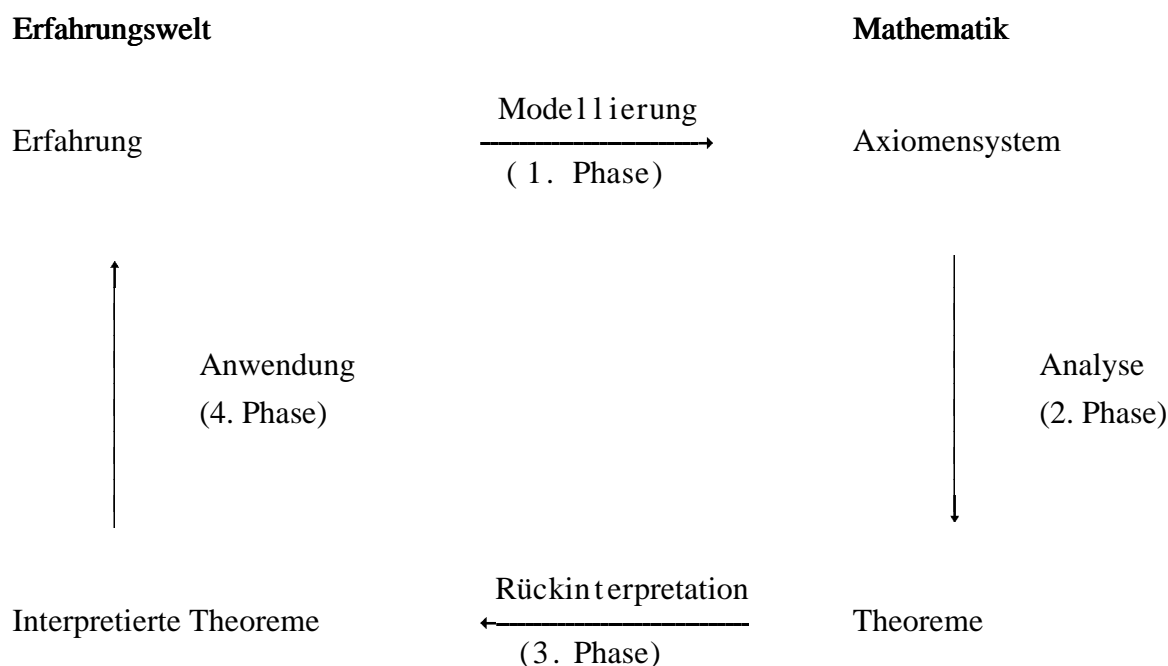 Erfahrungswelt
Mathematik
Modellierung
Erfahrung
Axiomensystem
(1. Phase)
Anwendung
Analyse
(4. Phase)
(2. Phase)
Rückinterpretation
Interpretierte Theoreme
Theoreme
(3. Phase)